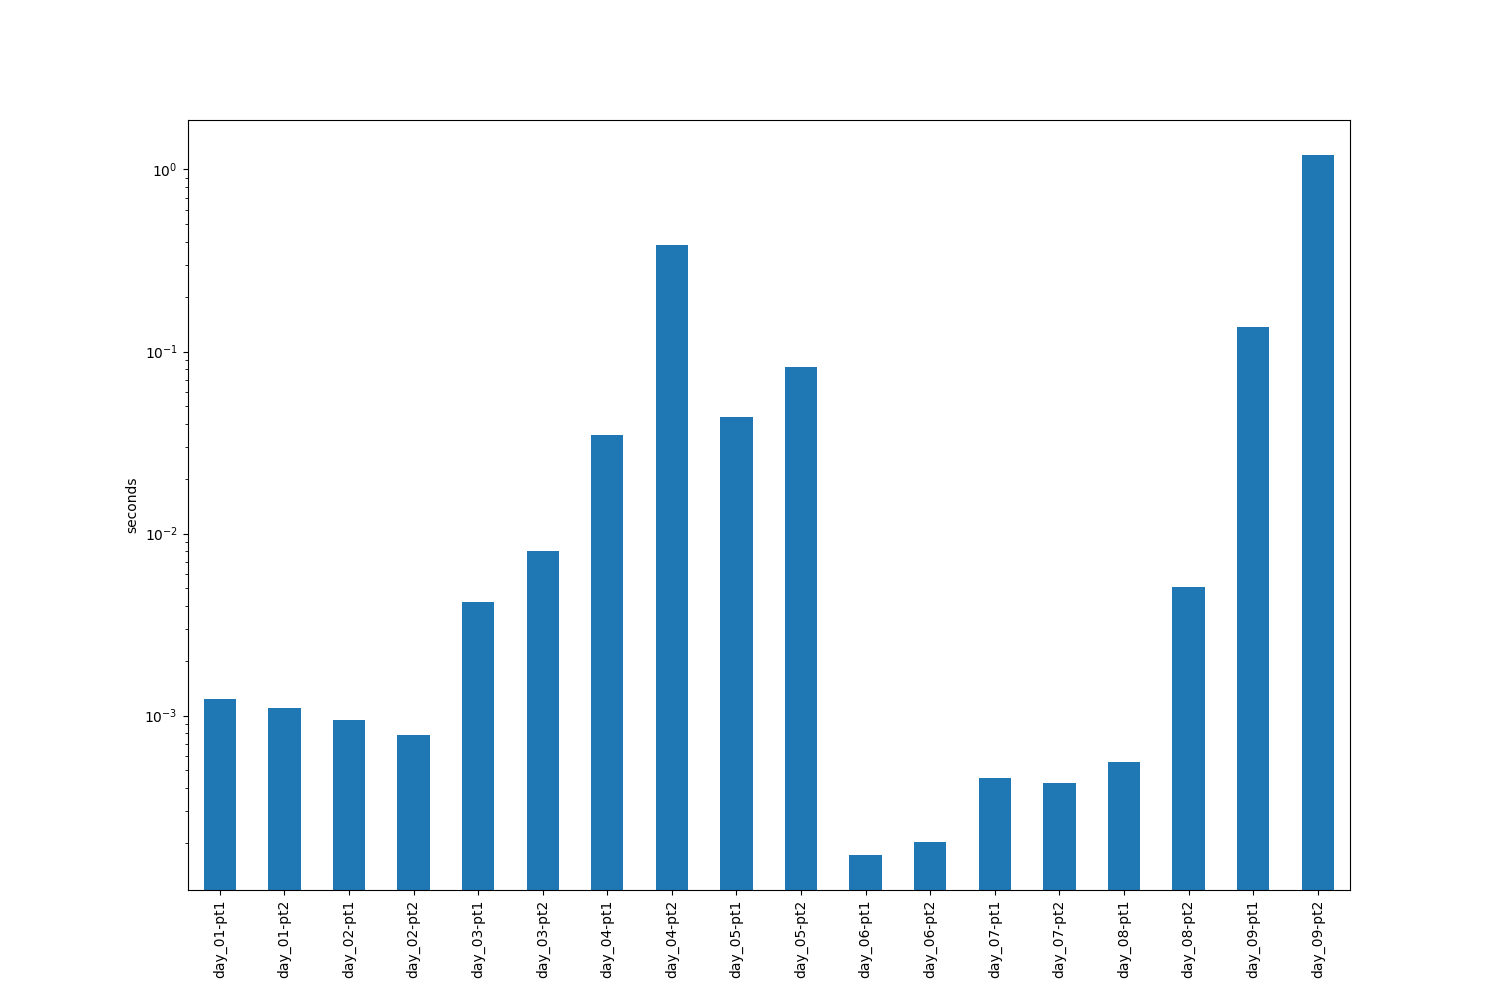 10⁰
10⁻¹
10⁻²
10⁻³
seconds
day_01-pt1
day_01-pt2
day_02-pt1
day_02-pt2
day_03-pt1
day_03-pt2
day_04-pt1
day_04-pt2
day_05-pt1
day_05-pt2
day_06-pt1
day_06-pt2
day_07-pt1
day_07-pt2
day_08-pt1
day_08-pt2
day_09-pt1
day_09-pt2